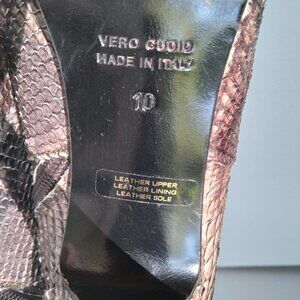 VERO CUOIO
MADE IN ITALY
10
LEATHER UPPER
LEATHER LINING
LEATHER SOLE